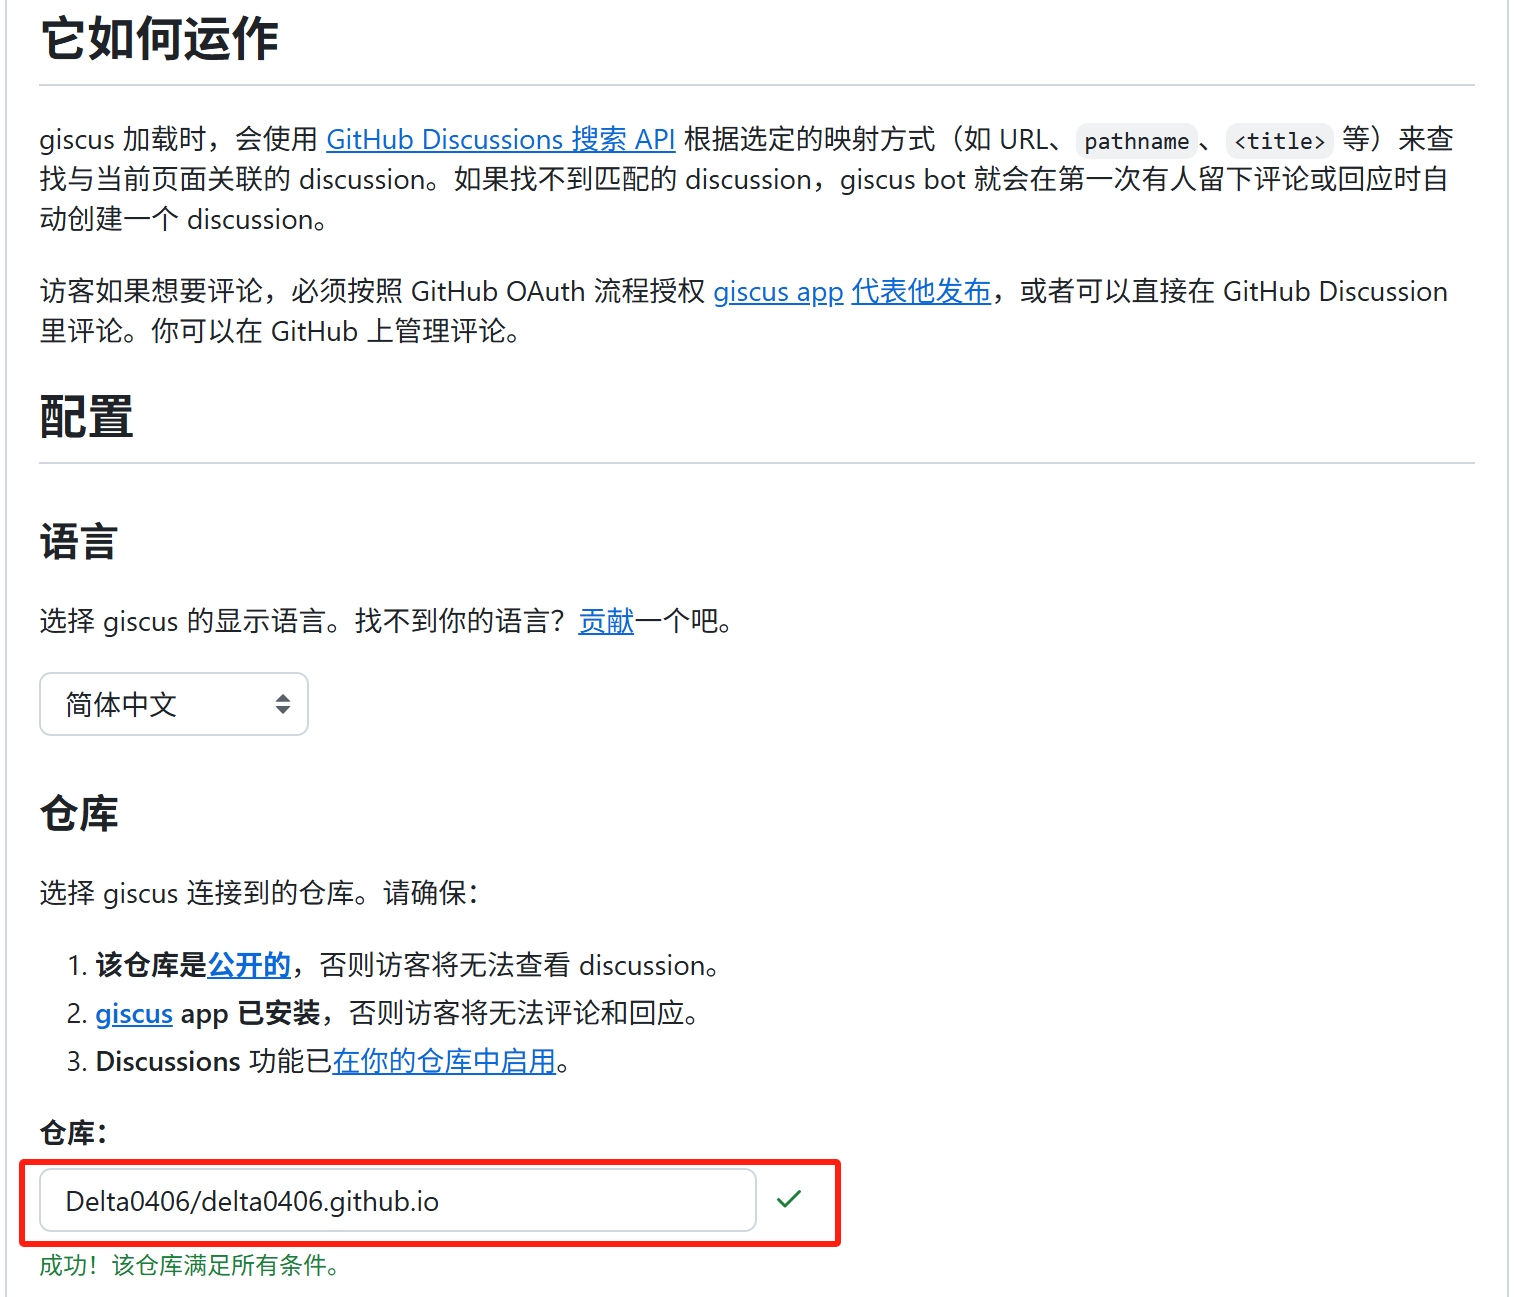 它如何运作
giscus 加载时，会使用 GitHub Discussions 搜索 API 根据选定的映射方式（如 URL、pathname、<title> 等）来查
找与当前页面关联的 discussion。如果找不到匹配的 discussion，giscus bot 就会在第一次有人留下评论或回应时自
动创建一个 discussion。
访客如果想要评论，必须按照 GitHub OAuth 流程授权 giscus app 代表他发布，或者可以直接在 GitHub Discussion
里评论。你可以在 GitHub 上管理评论。
配置
语言
选择 giscus 的显示语言。找不到你的语言？贡献一个吧。
简体中文
仓库
选择 giscus 连接到的仓库。请确保：
1. 该仓库是公开的，否则访客将无法查看 discussion。
2. giscus app 已安装，否则访客将无法评论和回应。
3. Discussions 功能已在你的仓库中启用。
仓库：
Delta0406/delta0406.github.io
成功！该仓库满足所有条件。